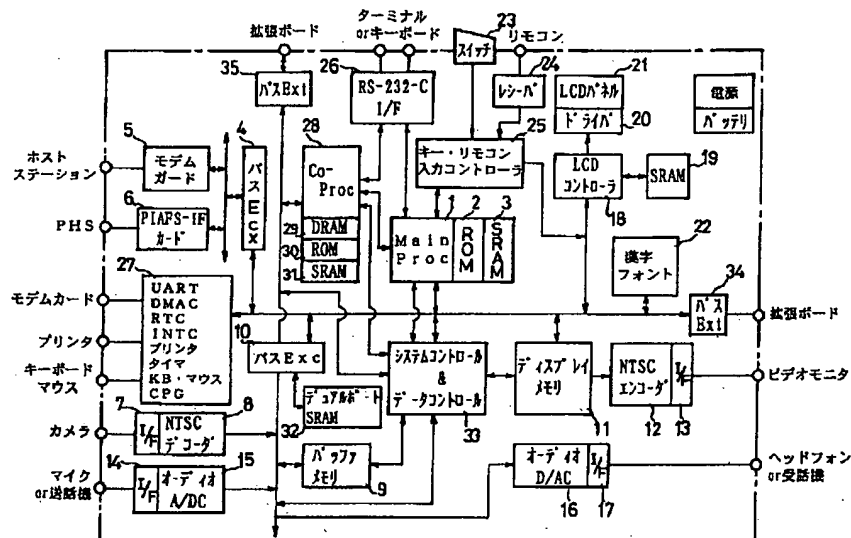 拡張ボード
ターミナル
orキーボード
23
スイッチ
リモコン
35
バスExi
26
RS-232-C
I/F
24
レシーバ
21
LCDパネル
ドライバ
20
電源
バッテリ
5
モデム
ガード
4
バスEcx
28
Co-
Proc
25
キー・リモコン
入力コントローラ
LCD
コントローラ
18
SRAM
19
ホスト
ステーション
6
PIAFS-IF
カード
PHS
29
DRAM
30
ROM
31
SRAM
1
Main
Proc
2
ROM
3
SRAM
22
漢字
フォント
34
バス
Exi
拡張ボード
27
UART
DMAC
RTC
INTC
プリンタ
タイマ
KB・マウス
CPG
モデムカード
プリンタ
キーボード
マウス
10
バスExc
デュアルポート
SRAM
32
システムコントロール
&
データコントロール
33
ディスプレイ
メモリ
11
NTSC
エンコーダ
12
I/F
13
ビデオモニタ
カメラ
7
I/F
8
NTSC
デコーダ
バッファ
メモリ
9
マイク
or送話機
14
I/F
15
オーディオ
A/DC
オーディオ
D/AC
16
I/F
17
ヘッドフォン
or受話機